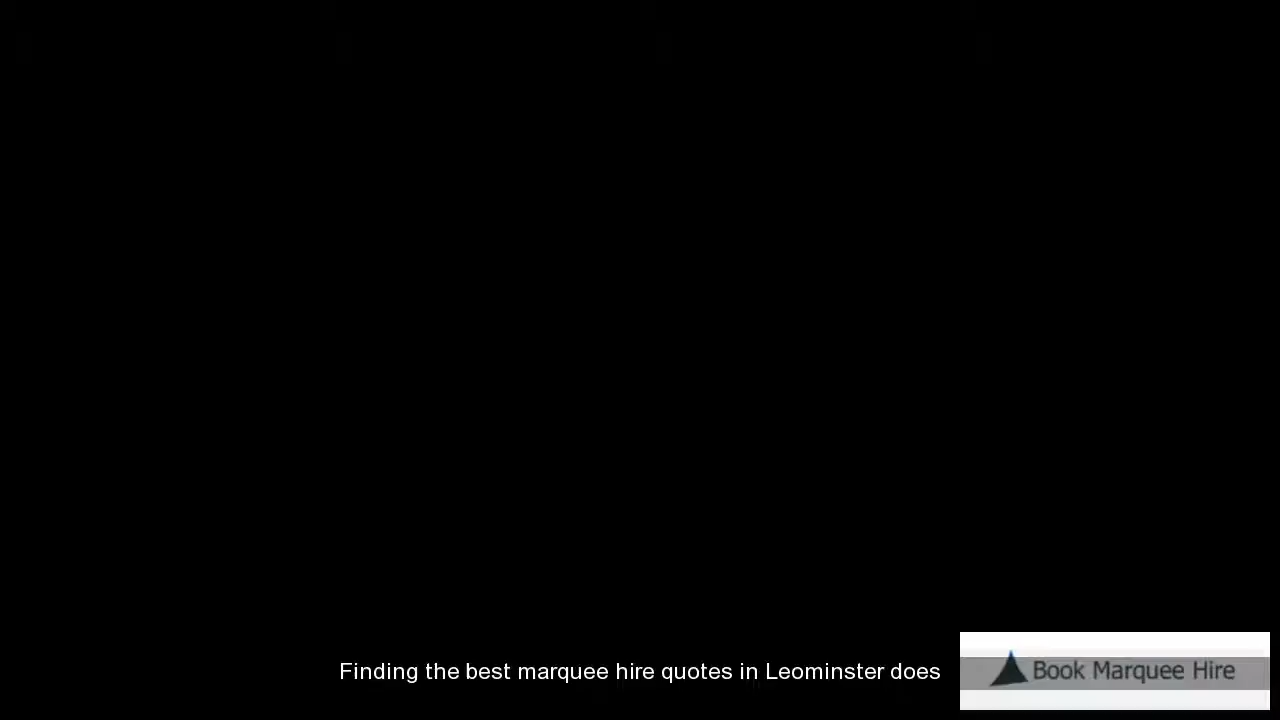 Finding the best marquee hire quotes in Leominster does
Book Marquee Hire